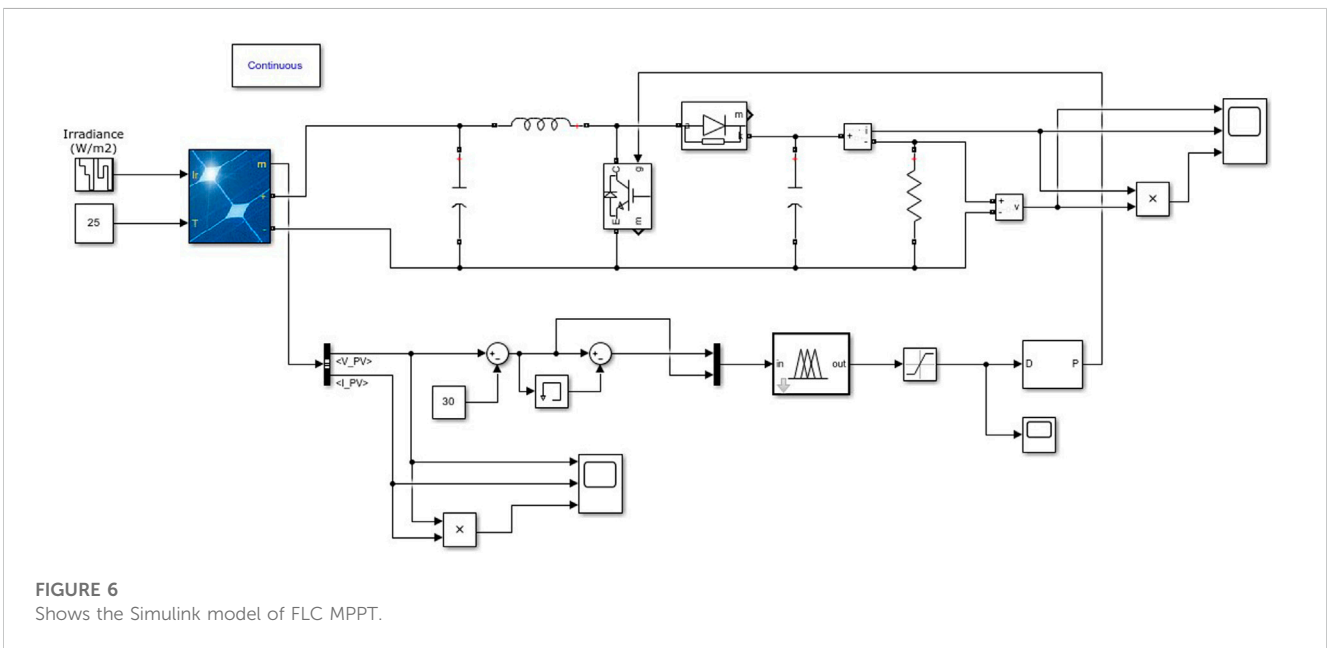 Continuous
Irradiance
(W/m2)
Ir
m
+
25
T
-
m
a
k
g
C
E
m
+
-
i
+
-
v
×
<V_PV>
<I_PV>
+
-
30
+
-
in
out
D
P
×
FIGURE 6
Shows the Simulink model of FLC MPPT.